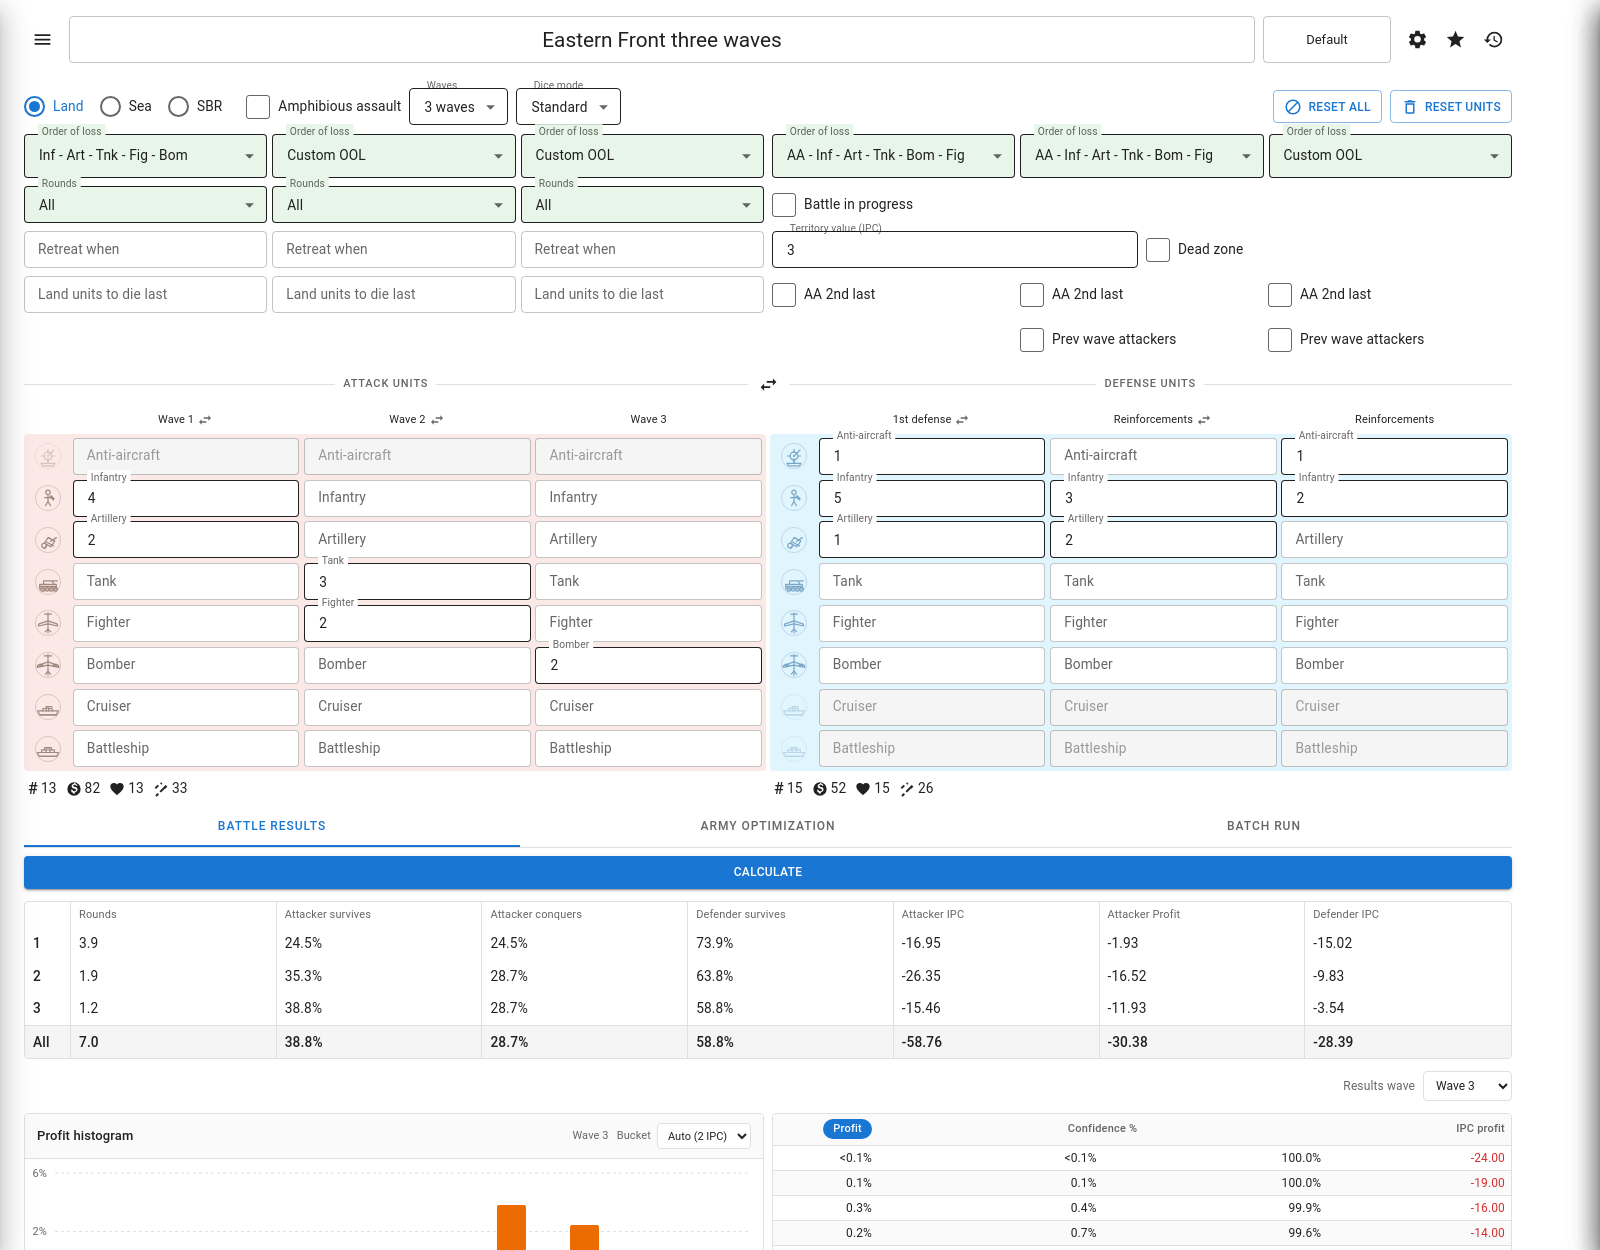 Eastern Front three waves
Default
Land Sea SBR Amphibious assault Waves 3 waves Dice mode Standard RESET ALL RESET UNITS
Order of loss Order of loss Order of loss Order of loss Order of loss Order of loss
Inf - Art - Tnk - Fig - Bom Custom OOL Custom OOL AA - Inf - Art - Tnk - Bom - Fig AA - Inf - Art - Tnk - Bom - Fig Custom OOL
Rounds Rounds Rounds
All All All Battle in progress
Territory value (IPC)
Retreat when Retreat when Retreat when 3 Dead zone
Land units to die last Land units to die last Land units to die last AA 2nd last AA 2nd last AA 2nd last
Prev wave attackers Prev wave attackers
ATTACK UNITS DEFENSE UNITS
Wave 1 Wave 2 Wave 3 1st defense Reinforcements Reinforcements
Anti-aircraft Anti-aircraft
Anti-aircraft Anti-aircraft Anti-aircraft 1 Anti-aircraft 1
Infantry Infantry Infantry Infantry
4 Infantry Infantry 5 3 2
Artillery Artillery Artillery
2 Artillery Artillery 1 2 Artillery
Tank
Tank 3 Tank Tank Tank Tank
Fighter
Fighter 2 Fighter Fighter Fighter Fighter
Bomber
Bomber Bomber 2 Bomber Bomber Bomber
Cruiser Cruiser Cruiser Cruiser Cruiser Cruiser
Battleship Battleship Battleship Battleship Battleship Battleship
# 13 $ 82 13 33 # 15 $ 52 15 26
BATTLE RESULTS ARMY OPTIMIZATION BATCH RUN
CALCULATE
Rounds Attacker survives Attacker conquers Defender survives Attacker IPC Attacker Profit Defender IPC
1 3.9 24.5% 24.5% 73.9% -16.95 -1.93 -15.02
2 1.9 35.3% 28.7% 63.8% -26.35 -16.52 -9.83
3 1.2 38.8% 28.7% 58.8% -15.46 -11.93 -3.54
All 7.0 38.8% 28.7% 58.8% -58.76 -30.38 -28.39
Results wave Wave 3
Profit histogram Wave 3 Bucket Auto (2 IPC)
6%
2%
Profit Confidence % IPC profit
<0.1% <0.1% 100.0% -24.00
0.1% 0.1% 100.0% -19.00
0.3% 0.4% 99.9% -16.00
0.2% 0.7% 99.6% -14.00